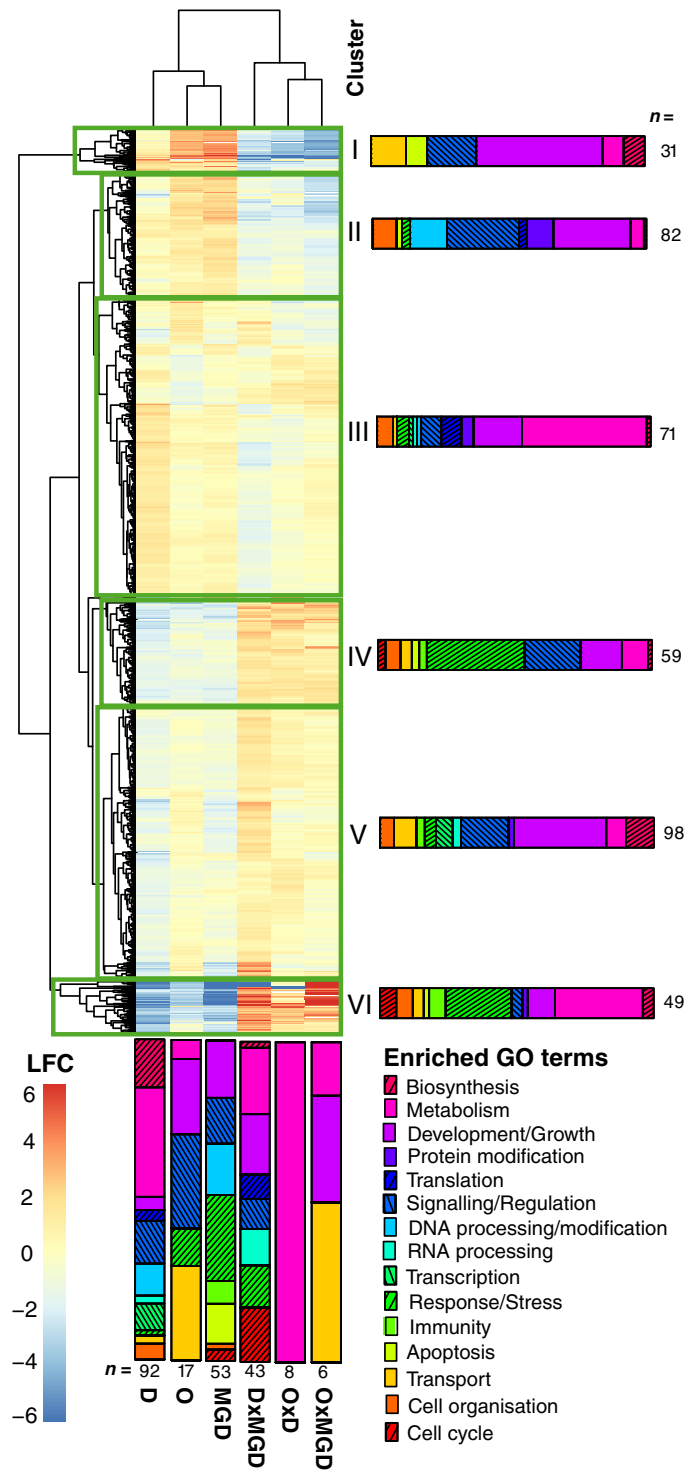 Cluster
n =
I
31
II
82
III
71
IV
59
V
98
VI
49
LFC
6
4
2
0
−2
−4
−6
n = 92 17 53 43 8 6
D
O
MGD
DxMGD
OxD
OxMGD
Enriched GO terms
Biosynthesis
Metabolism
Development/Growth
Protein modification
Translation
Signalling/Regulation
DNA processing/modification
RNA processing
Transcription
Response/Stress
Immunity
Apoptosis
Transport
Cell organisation
Cell cycle